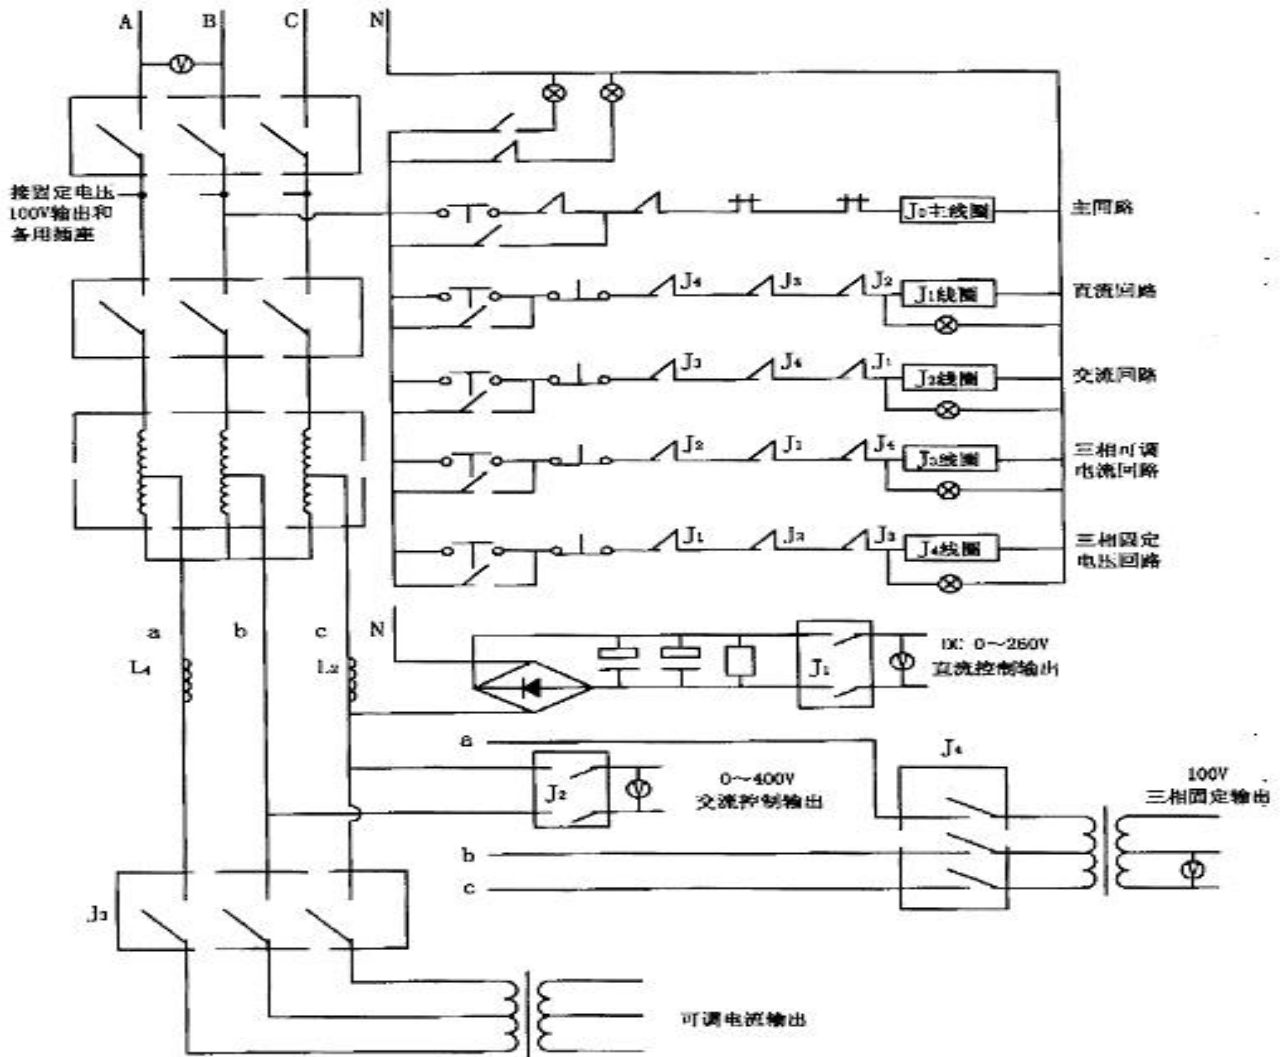 A
B
C
N
V
接固定电压
100V输出和
备用插座
J₀主线圈
主回路
J₄
J₃
J₂
J₁线圈
直流回路
J₃
J₄
J₁
J₂线圈
交流回路
J₂
J₁
J₄
J₃线圈
三相可调
电流回路
J₁
J₂
J₃
J₄线圈
三相固定
电压回路
a
b
c
N
L₄
L₂
J₁
V
DC 0～260V
直流控制输出
a
J₂
V
0～400V
交流控制输出
J₄
100V
三相固定输出
b
c
V
J₃
可调电流输出